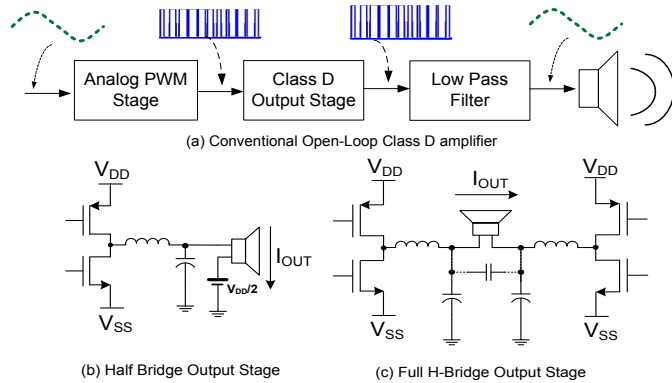 Analog PWM
Stage
Class D
Output Stage
Low Pass
Filter
(a) Conventional Open-Loop Class D amplifier
VDD
IOUT
VDD/2
VSS
(b) Half Bridge Output Stage
VDD
IOUT
VDD
VSS
VSS
(c) Full H-Bridge Output Stage